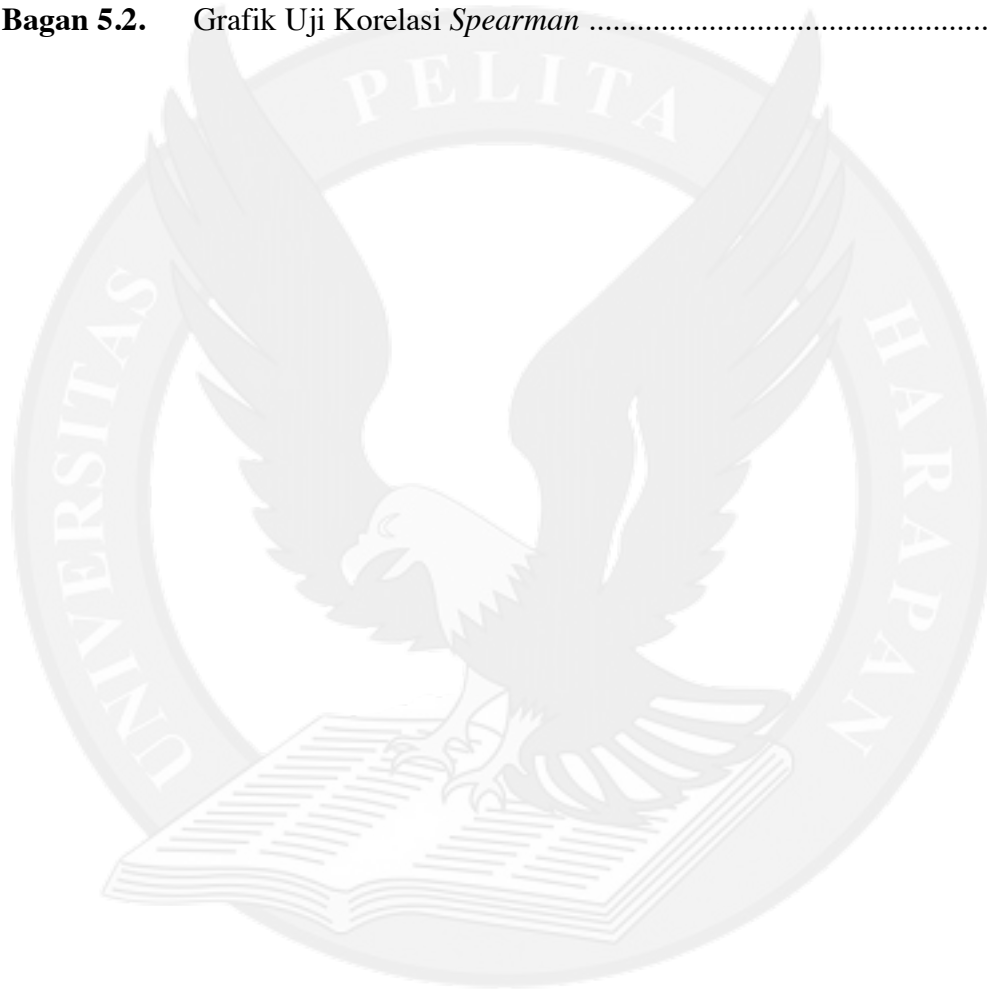 Bagan 5.2. Grafik Uji Korelasi Spearman ................................................
PELITA
UNIVERSITAS
HARAPAN